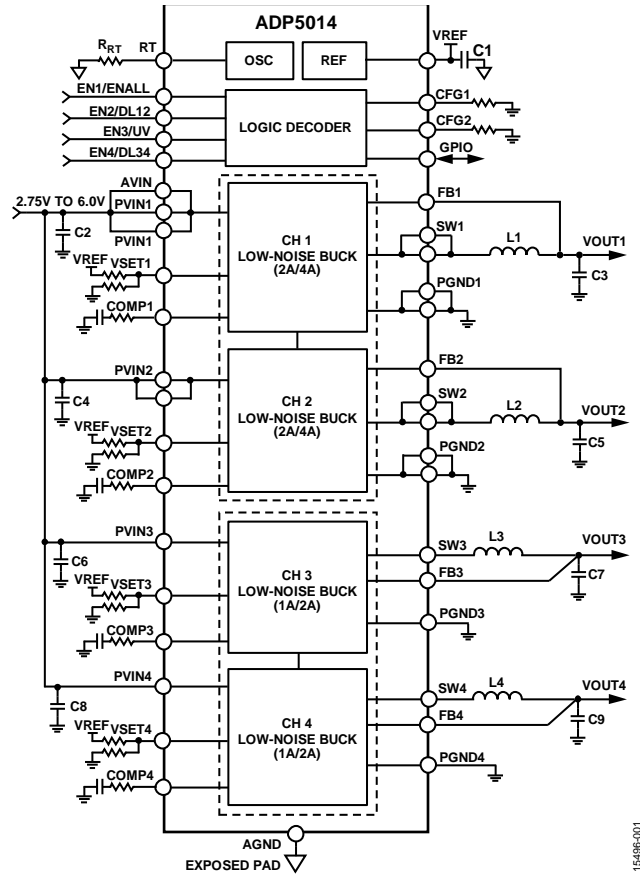 ADP5014
RRT
RT
OSC
REF
VREF
C1
EN1/ENALL
EN2/DL12
EN3/UV
EN4/DL34
LOGIC DECODER
CFG1
CFG2
GPIO
2.75V TO 6.0V
AVIN
PVIN1
PVIN1
C2
VREF
VSET1
COMP1
CH 1
LOW-NOISE BUCK
(2A/4A)
FB1
SW1
L1
VOUT1
C3
PGND1
PVIN2
C4
VREF
VSET2
COMP2
CH 2
LOW-NOISE BUCK
(2A/4A)
FB2
SW2
L2
VOUT2
C5
PGND2
PVIN3
C6
VREF
VSET3
COMP3
CH 3
LOW-NOISE BUCK
(1A/2A)
SW3
L3
VOUT3
FB3
C7
PGND3
PVIN4
C8
VREF
VSET4
COMP4
CH 4
LOW-NOISE BUCK
(1A/2A)
SW4
L4
VOUT4
FB4
C9
PGND4
AGND
EXPOSED PAD
15496-001